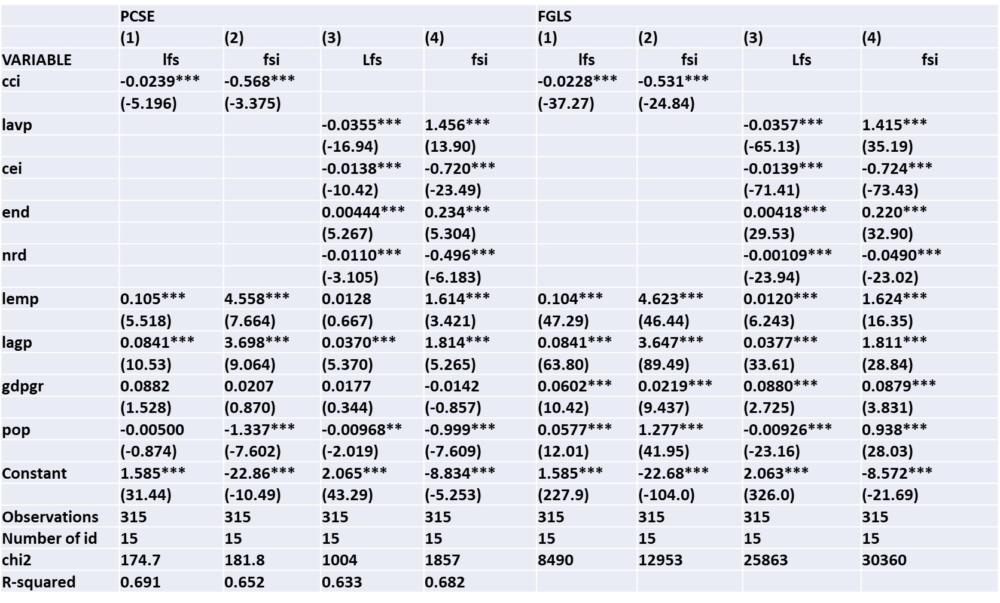 PCSE FGLS
(1) (2) (3) (4) (1) (2) (3) (4)
VARIABLE lfs fsi Lfs fsi lfs fsi Lfs fsi
cci -0.0239*** -0.568*** -0.0228*** -0.531***
(-5.196) (-3.375) (-37.27) (-24.84)
lavp -0.0355*** 1.456*** -0.0357*** 1.415***
(-16.94) (13.90) (-65.13) (35.19)
cei -0.0138*** -0.720*** -0.0139*** -0.724***
(-10.42) (-23.49) (-71.41) (-73.43)
end 0.00444*** 0.234*** 0.00418*** 0.220***
(5.267) (5.304) (29.53) (32.90)
nrd -0.0110*** -0.496*** -0.00109*** -0.0490***
(-3.105) (-6.183) (-23.94) (-23.02)
lemp 0.105*** 4.558*** 0.0128 1.614*** 0.104*** 4.623*** 0.0120*** 1.624***
(5.518) (7.664) (0.667) (3.421) (47.29) (46.44) (6.243) (16.35)
lagp 0.0841*** 3.698*** 0.0370*** 1.814*** 0.0841*** 3.647*** 0.0377*** 1.811***
(10.53) (9.064) (5.370) (5.265) (63.80) (89.49) (33.61) (28.84)
gdpgr 0.0882 0.0207 0.0177 -0.0142 0.0602*** 0.0219*** 0.0880*** 0.0879***
(1.528) (0.870) (0.344) (-0.857) (10.42) (9.437) (2.725) (3.831)
pop -0.00500 -1.337*** -0.00968** -0.999*** 0.0577*** 1.277*** -0.00926*** 0.938***
(-0.874) (-7.602) (-2.019) (-7.609) (12.01) (41.95) (-23.16) (28.03)
Constant 1.585*** -22.86*** 2.065*** -8.834*** 1.585*** -22.68*** 2.063*** -8.572***
(31.44) (-10.49) (43.29) (-5.253) (227.9) (-104.0) (326.0) (-21.69)
Observations 315 315 315 315 315 315 315 315
Number of id 15 15 15 15 15 15 15 15
chi2 174.7 181.8 1004 1857 8490 12953 25863 30360
R-squared 0.691 0.652 0.633 0.682